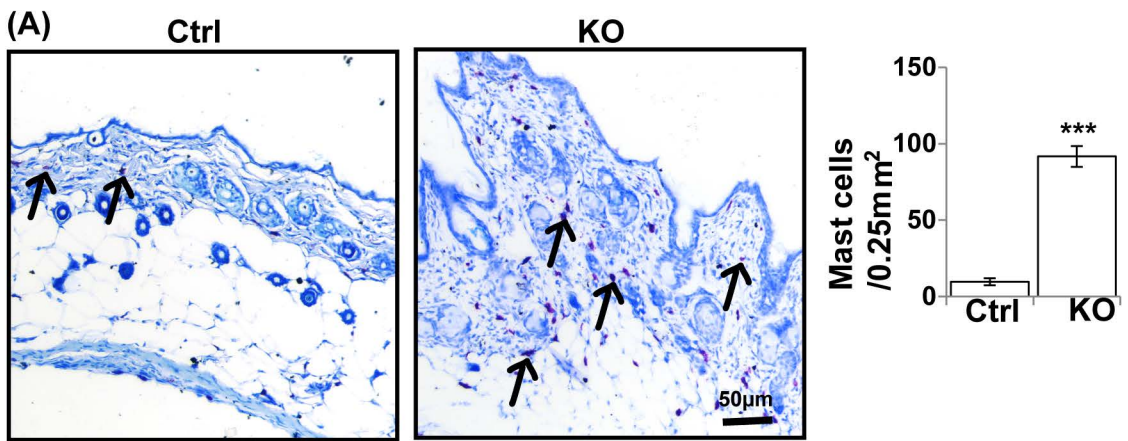 (A)
Ctrl
KO
50µm
Mast cells
/0.25mm²
150
100
50
0
***
Ctrl
KO